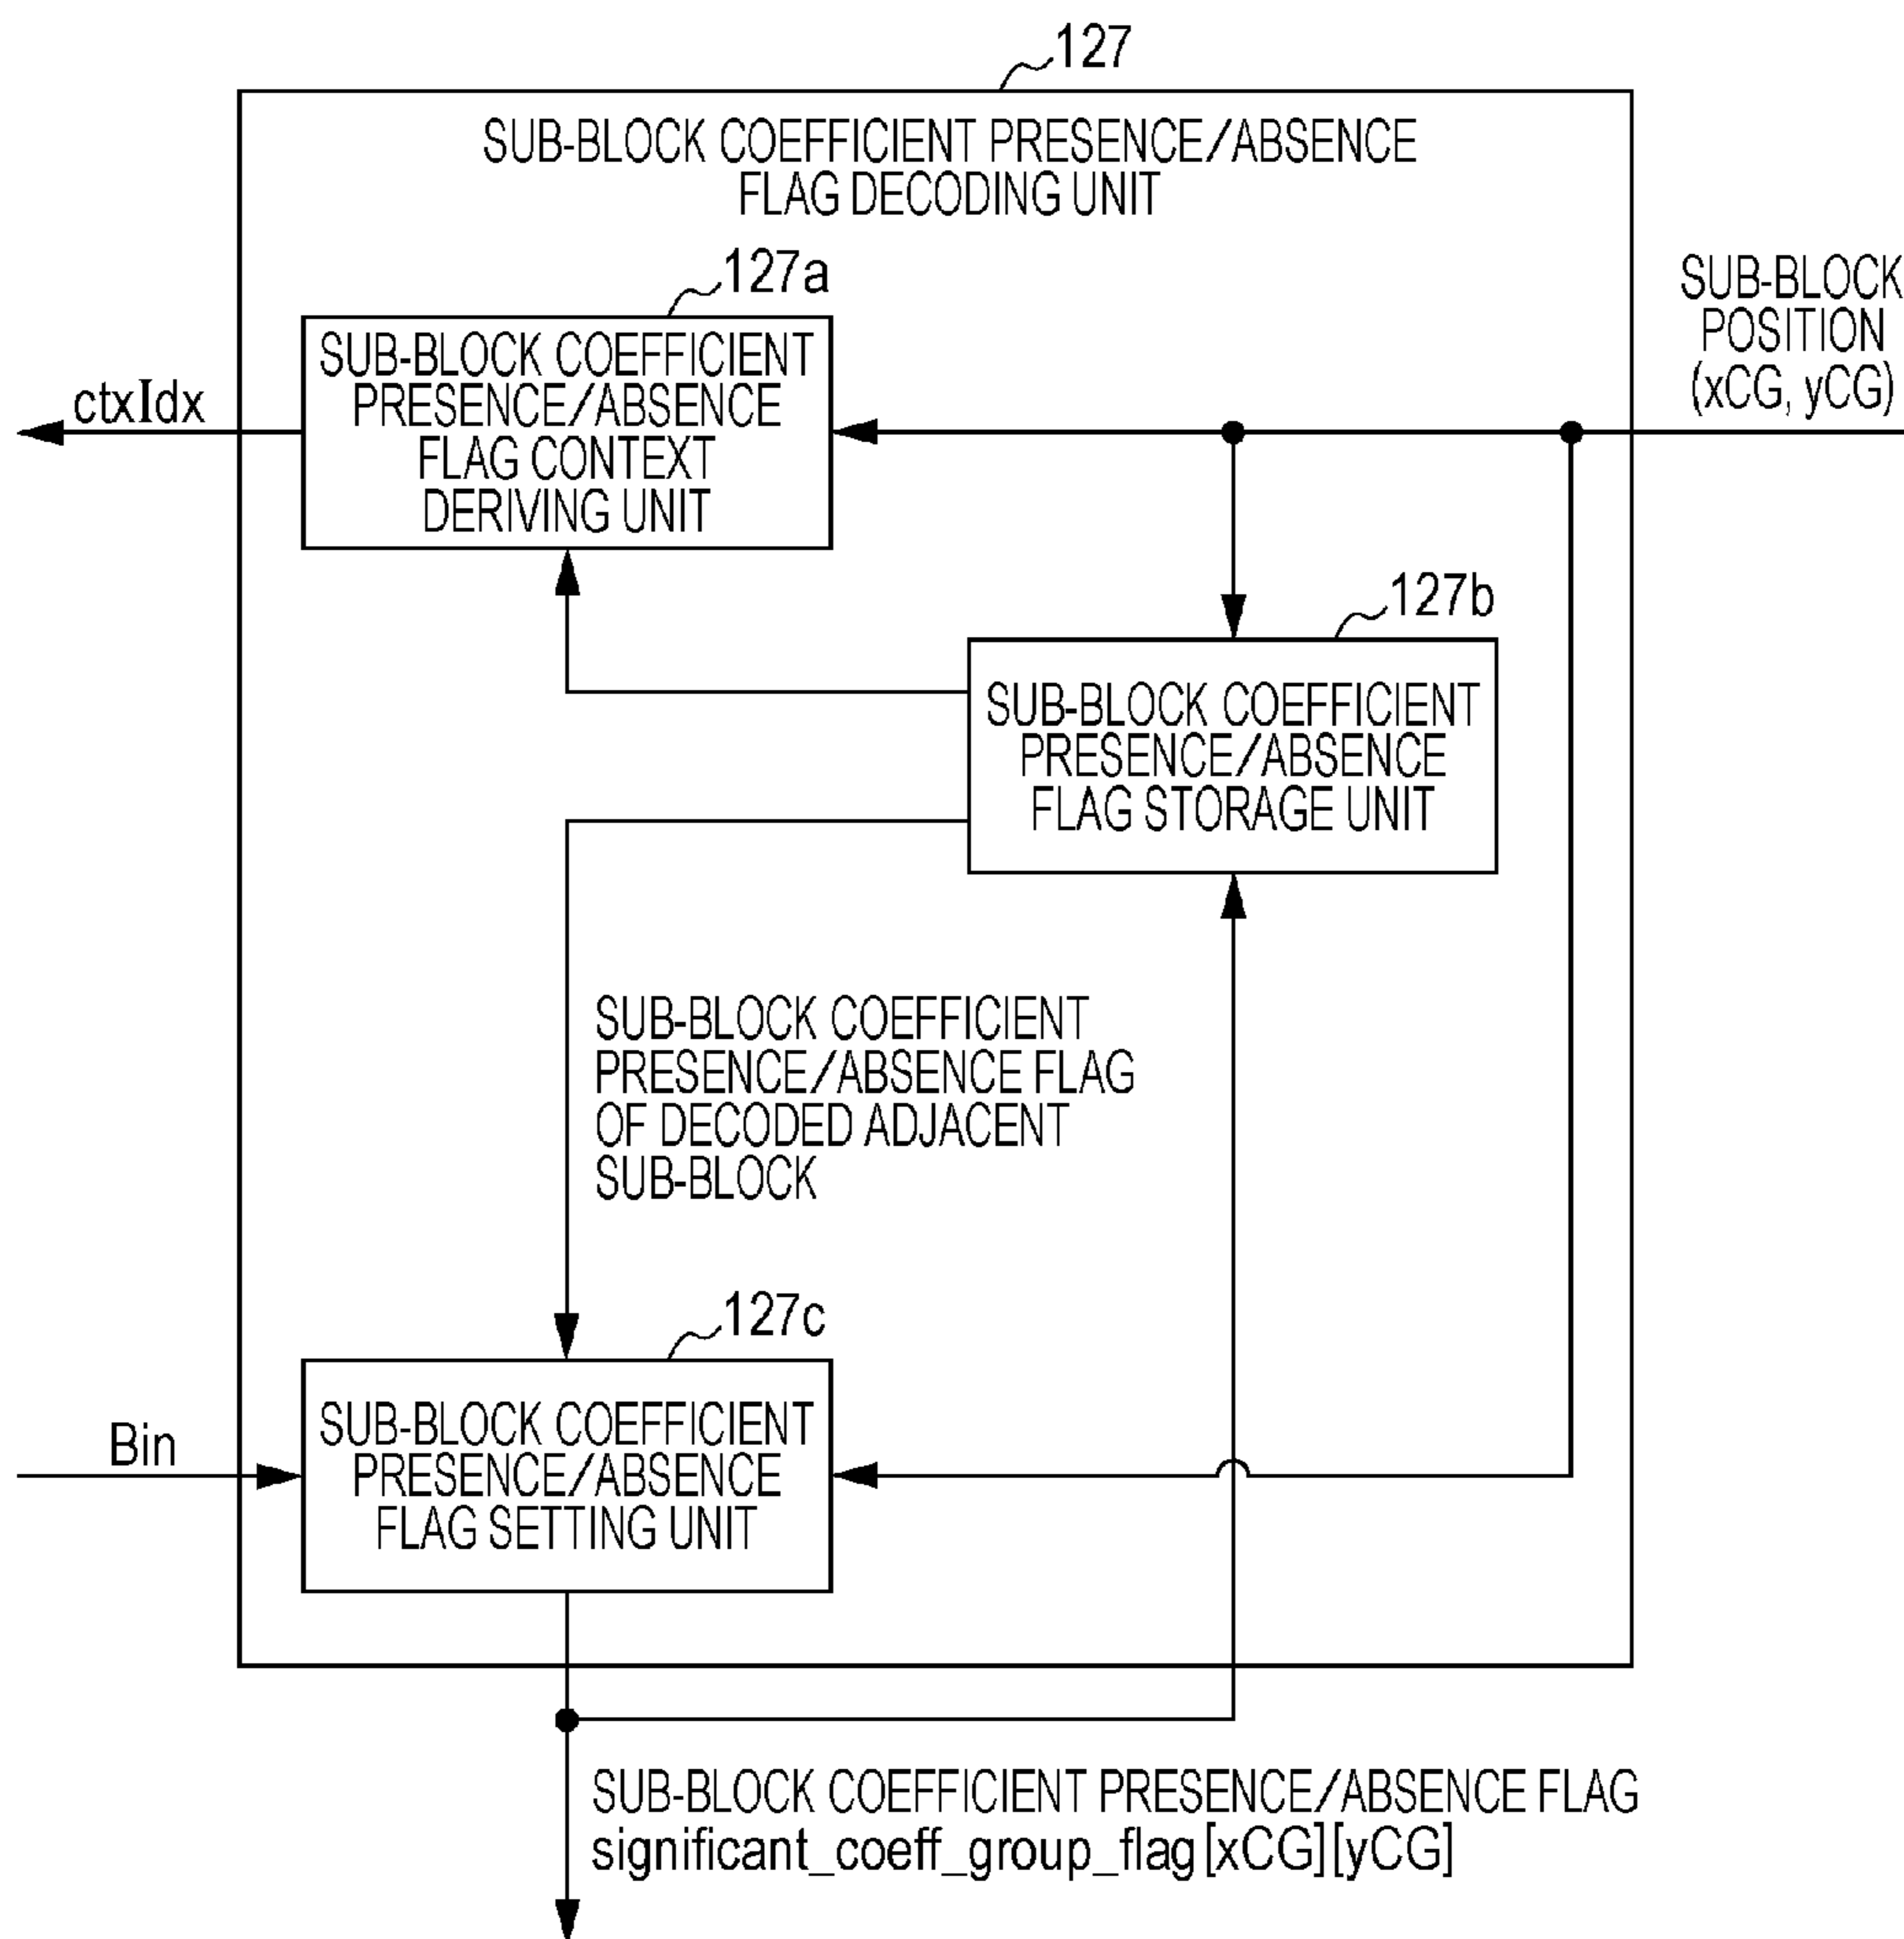 127
SUB-BLOCK COEFFICIENT PRESENCE/ABSENCE
FLAG DECODING UNIT
127a
SUB-BLOCK
POSITION
(xCG, yCG)
SUB-BLOCK COEFFICIENT
PRESENCE/ABSENCE
FLAG CONTEXT
DERIVING UNIT
ctxIdx
127b
SUB-BLOCK COEFFICIENT
PRESENCE/ABSENCE
FLAG STORAGE UNIT
SUB-BLOCK COEFFICIENT
PRESENCE/ABSENCE FLAG
OF DECODED ADJACENT
SUB-BLOCK
127c
Bin
SUB-BLOCK COEFFICIENT
PRESENCE/ABSENCE
FLAG SETTING UNIT
SUB-BLOCK COEFFICIENT PRESENCE/ABSENCE FLAG
significant_coeff_group_flag[xCG][yCG]